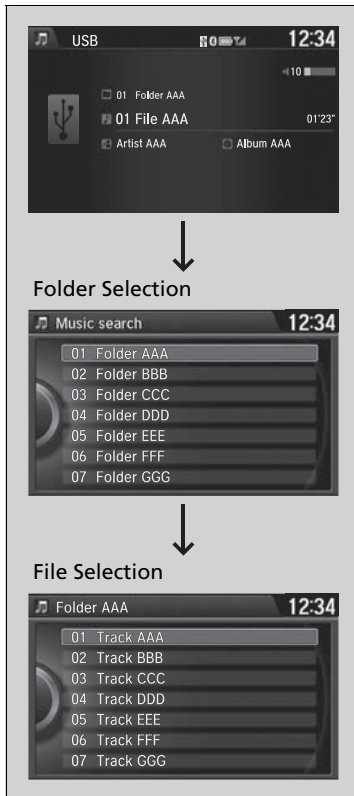 USB 12:34
10
01 Folder AAA
01 File AAA 01'23"
Artist AAA Album AAA
Folder Selection
Music search 12:34
01 Folder AAA
02 Folder BBB
03 Folder CCC
04 Folder DDD
05 Folder EEE
06 Folder FFF
07 Folder GGG
File Selection
Folder AAA 12:34
01 Track AAA
02 Track BBB
03 Track CCC
04 Track DDD
05 Track EEE
06 Track FFF
07 Track GGG